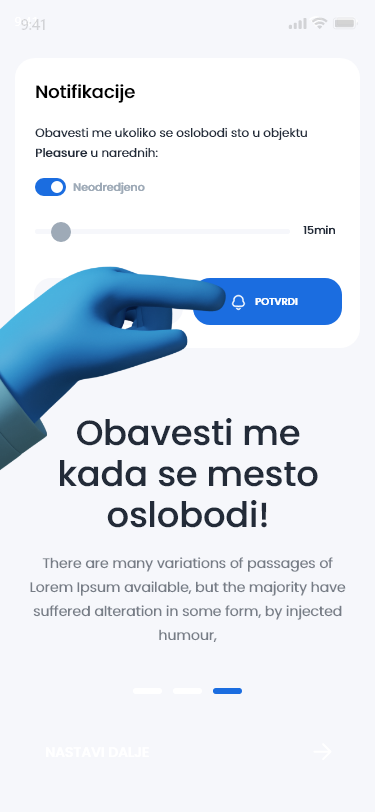 9:41
Notifikacije
Obavesti me ukoliko se oslobodi sto u objektu
Pleasure u narednih:
Neodredjeno
15min
POTVRDI
Obavesti me
kada se mesto
oslobodi!
There are many variations of passages of
Lorem Ipsum available, but the majority have
suffered alteration in some form, by injected
humour,
NASTAVI DALJE